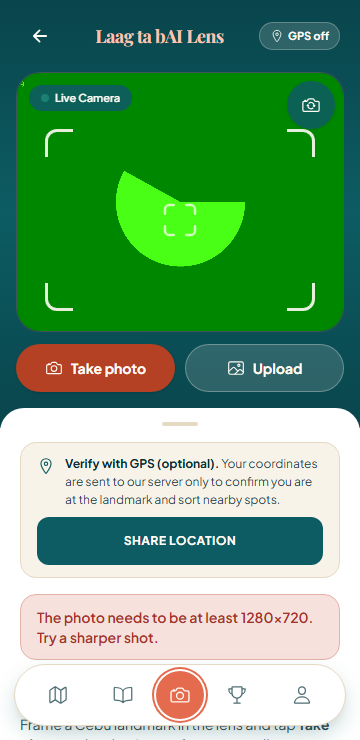 Laag ta bAI Lens
GPS off
Live Camera
Take photo
Upload
Verify with GPS (optional). Your coordinates
are sent to our server only to confirm you are
at the landmark and sort nearby spots.
SHARE LOCATION
The photo needs to be at least 1280×720.
Try a sharper shot.
Frame a Cebu landmark in the lens and tap Take